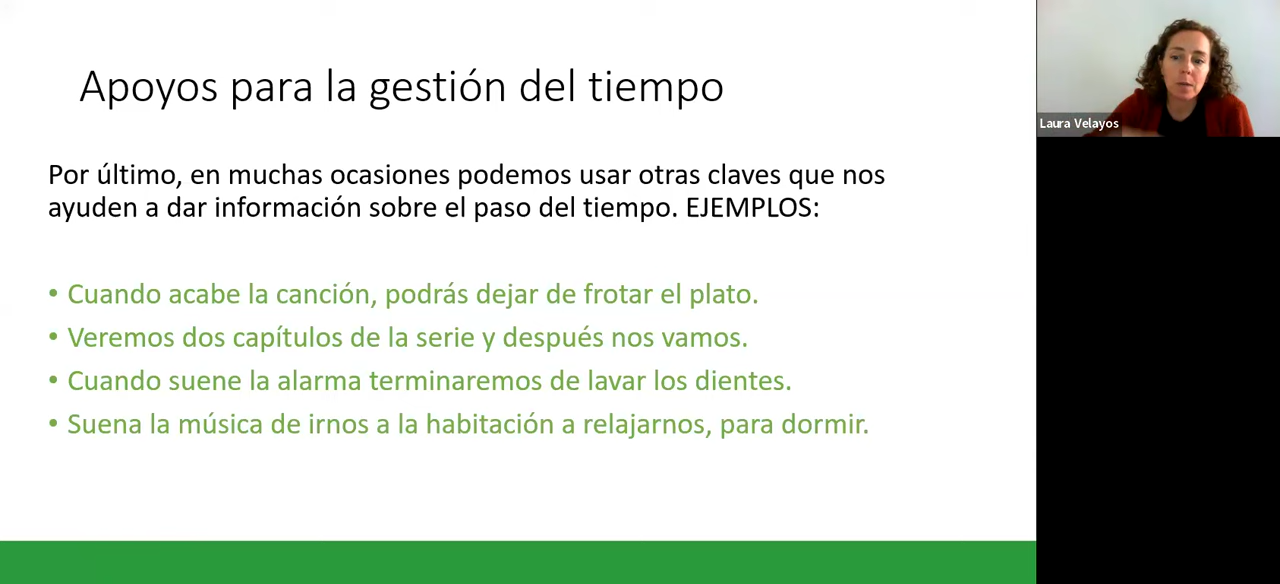 Apoyos para la gestión del tiempo
Por último, en muchas ocasiones podemos usar otras claves que nos
ayuden a dar información sobre el paso del tiempo. EJEMPLOS:
• Cuando acabe la canción, podrás dejar de frotar el plato.
• Veremos dos capítulos de la serie y después nos vamos.
• Cuando suene la alarma terminaremos de lavar los dientes.
• Suena la música de irnos a la habitación a relajarnos, para dormir.
Laura Velayos